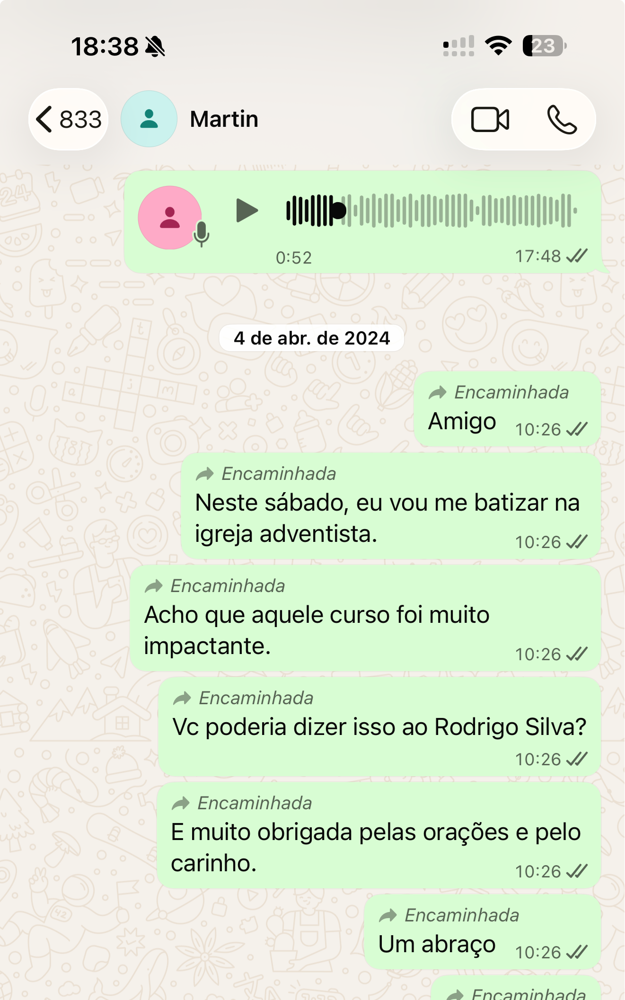 18:38
23
833
Martin
0:52
17:48
4 de abr. de 2024
Encaminhada
Amigo
10:26
Encaminhada
Neste sábado, eu vou me batizar na
igreja adventista.
10:26
Encaminhada
Acho que aquele curso foi muito
impactante.
10:26
Encaminhada
Vc poderia dizer isso ao Rodrigo Silva?
10:26
Encaminhada
E muito obrigada pelas orações e pelo
carinho.
10:26
Encaminhada
Um abraço
10:26
Encaminhada